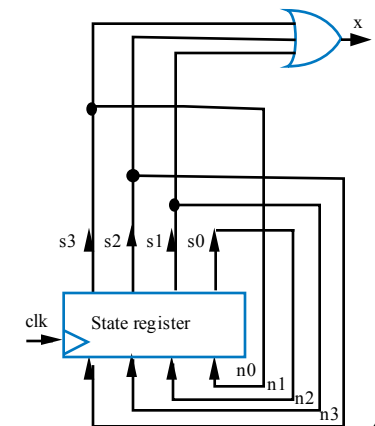 x
s3 s2 s1 s0
clk
State register
n0
n1
n2
n3